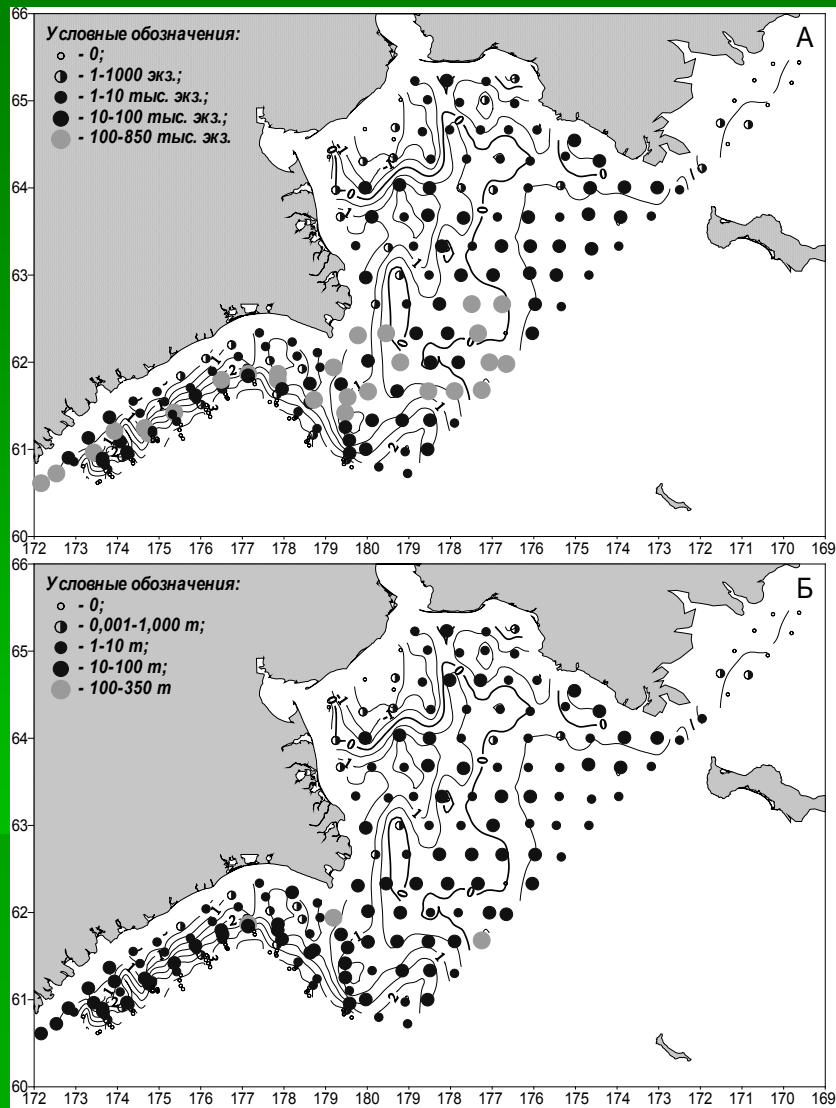 Условные обозначения:
- 0;
- 1-1000 экз.;
- 1-10 тыс. экз.;
- 10-100 тыс. экз.;
- 100-850 тыс. экз.
А
66
65
64
63
62
61
60
172 173 174 175 176 177 178 179 180 179 178 177 176 175 174 173 172 171 170 169
Условные обозначения:
- 0;
- 0,001-1,000 т;
- 1-10 т;
- 10-100 т;
- 100-350 т
Б
66
65
64
63
62
61
60
172 173 174 175 176 177 178 179 180 179 178 177 176 175 174 173 172 171 170 169